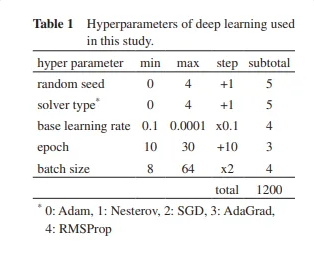 Table 1 Hyperparameters of deep learning used
in this study.
hyper parameter min max step subtotal
random seed 0 4 +1 5
solver type* 0 4 +1 5
base learning rate 0.1 0.0001 x0.1 4
epoch 10 30 +10 3
batch size 8 64 x2 4
total 1200
* 0: Adam, 1: Nesterov, 2: SGD, 3: AdaGrad,
4: RMSProp